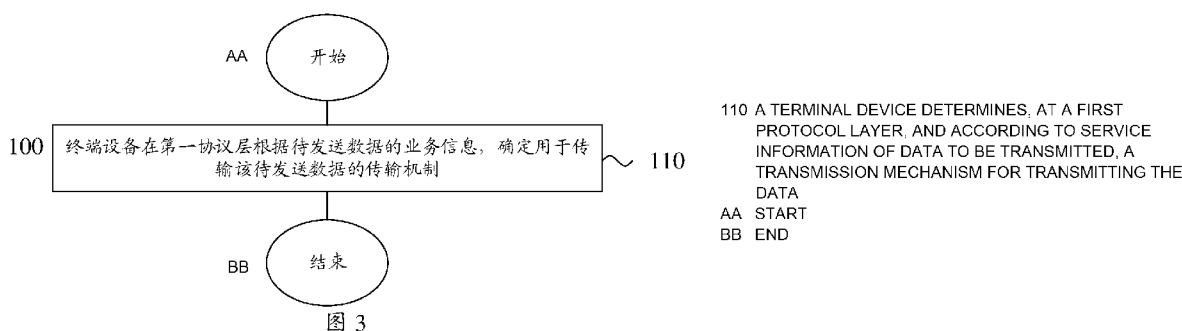 AA
开始
100
终端设备在第一协议层根据待发送数据的业务信息，确定用于传
输该待发送数据的传输机制
110
BB
结束
图 3
110 A TERMINAL DEVICE DETERMINES, AT A FIRST
PROTOCOL LAYER, AND ACCORDING TO SERVICE
INFORMATION OF DATA TO BE TRANSMITTED, A
TRANSMISSION MECHANISM FOR TRANSMITTING THE
DATA
AA START
BB END